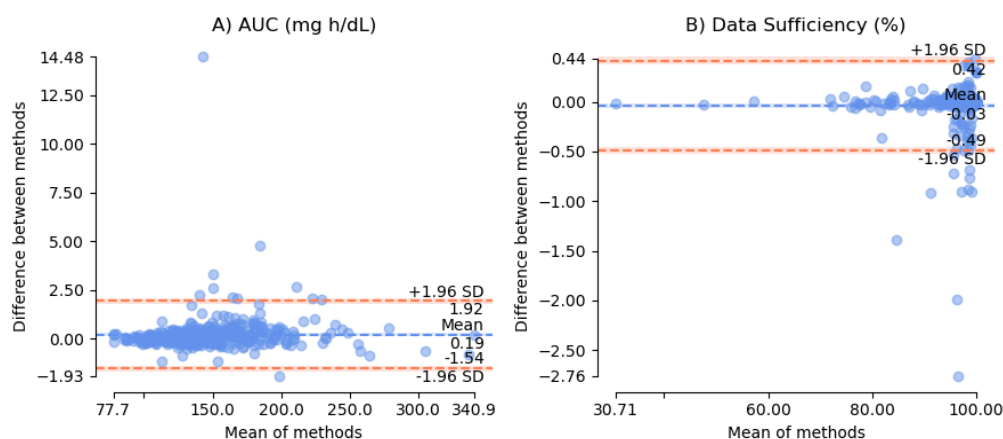 A) AUC (mg h/dL)
Difference between methods
14.48
12.50
10.00
7.50
5.00
2.50
0.00
−1.93
+1.96 SD
1.92
Mean
0.19
-1.54
-1.96 SD
77.7
150.0
200.0
250.0
300.0
340.9
Mean of methods
B) Data Sufficiency (%)
Difference between methods
0.44
0.00
−0.50
−1.00
−1.50
−2.00
−2.50
−2.76
+1.96 SD
0.42
Mean
-0.03
-0.49
-1.96 SD
30.71
60.00
80.00
100.00
Mean of methods